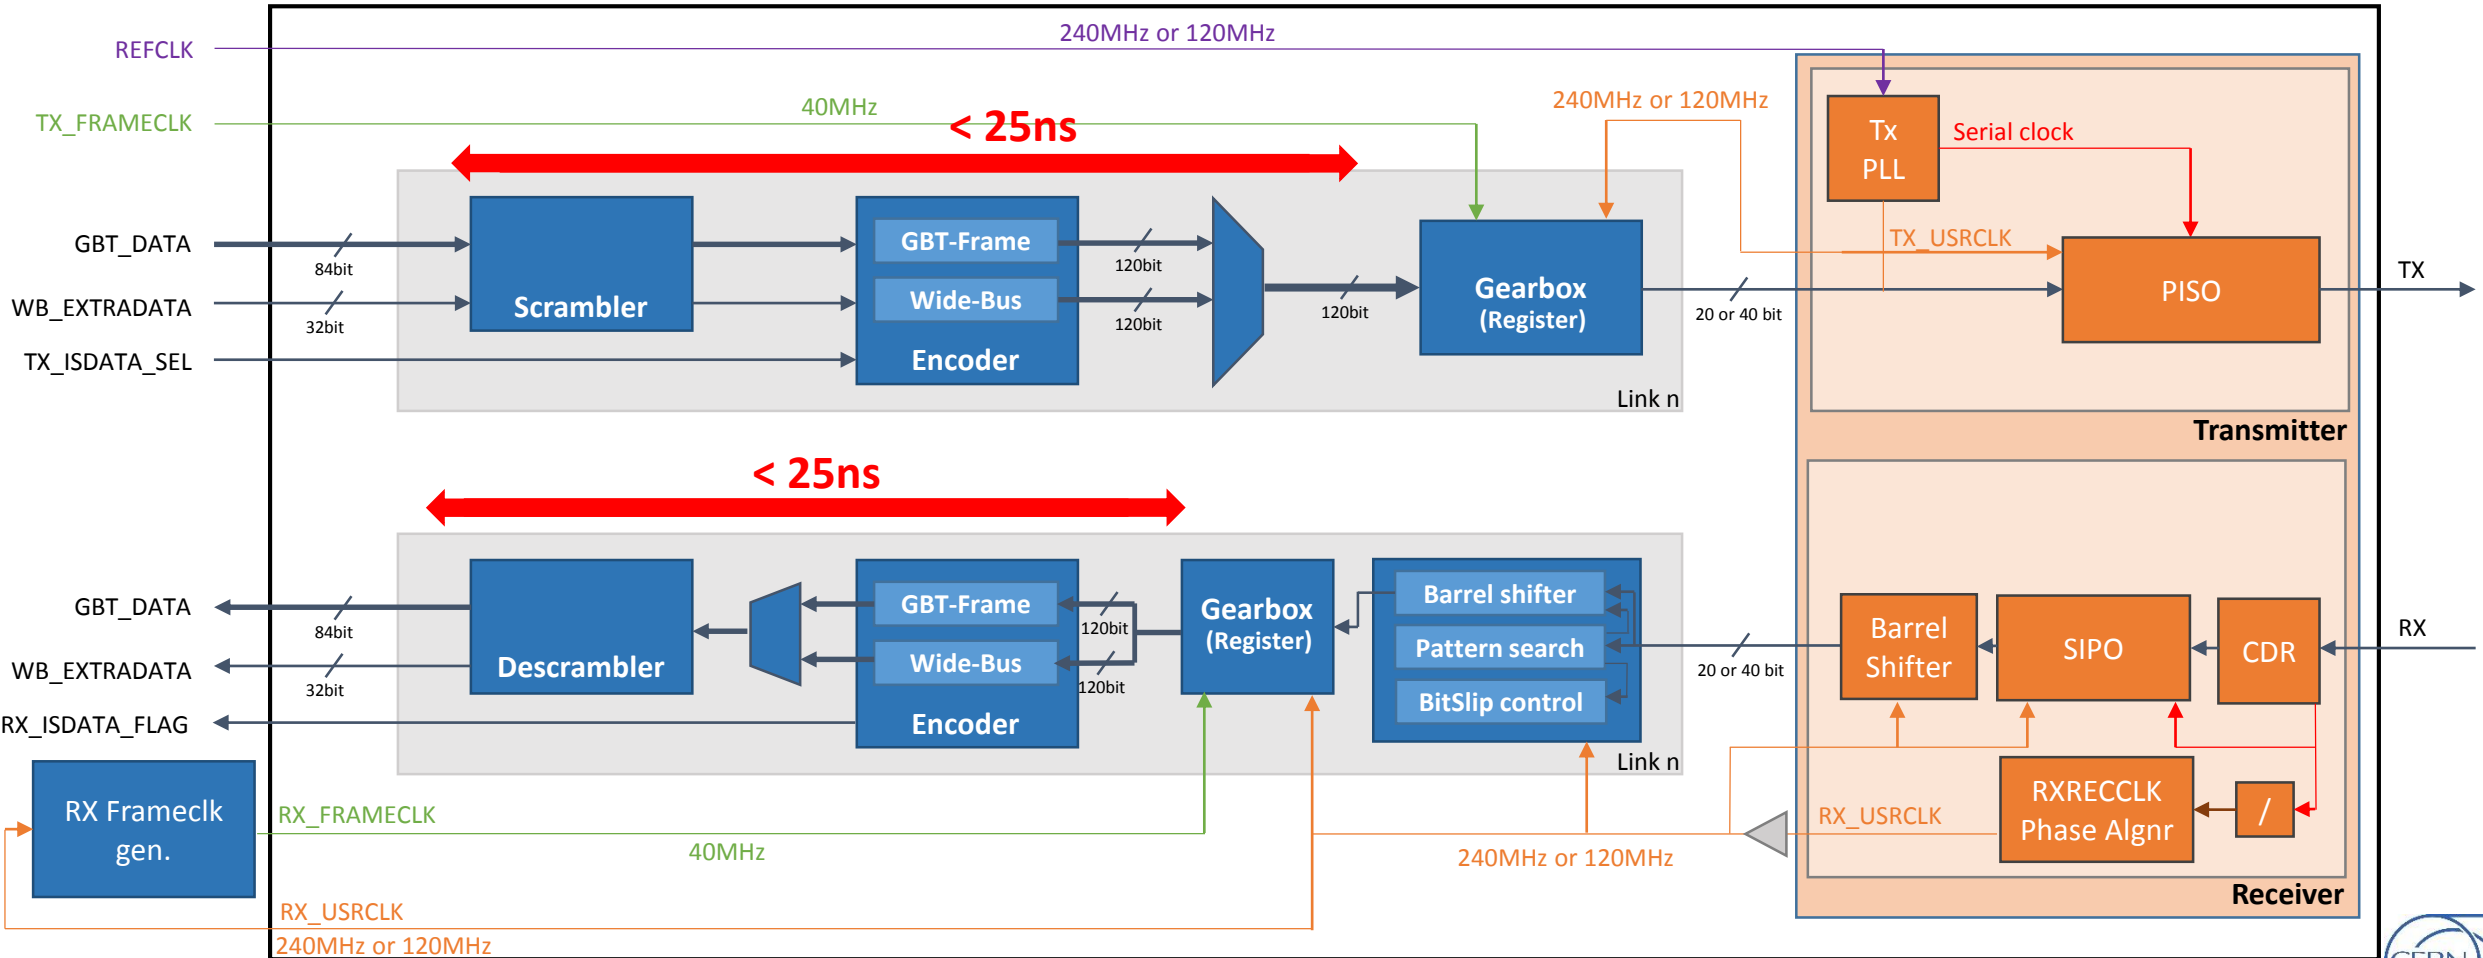 240MHz or 120MHz
REFCLK
TX_FRAMECLK
40MHz
< 25ns
240MHz or 120MHz
Tx
PLL
Serial clock
GBT_DATA
84bit
WB_EXTRADATA
32bit
TX_ISDATA_SEL
Scrambler
GBT-Frame
Wide-Bus
Encoder
120bit
120bit
120bit
Gearbox
(Register)
20 or 40 bit
TX_USRCLK
PISO
TX
Link n
Transmitter
< 25ns
GBT_DATA
84bit
WB_EXTRADATA
32bit
RX_ISDATA_FLAG
Descrambler
GBT-Frame
Wide-Bus
Encoder
120bit
120bit
Gearbox
(Register)
Barrel shifter
Pattern search
BitSlip control
20 or 40 bit
Barrel
Shifter
SIPO
CDR
RX
Link n
RX Frameclk
gen.
RX_FRAMECLK
40MHz
240MHz or 120MHz
RX_USRCLK
RXRECCLK
Phase Algnr
/
Receiver
RX_USRCLK
240MHz or 120MHz
CERN